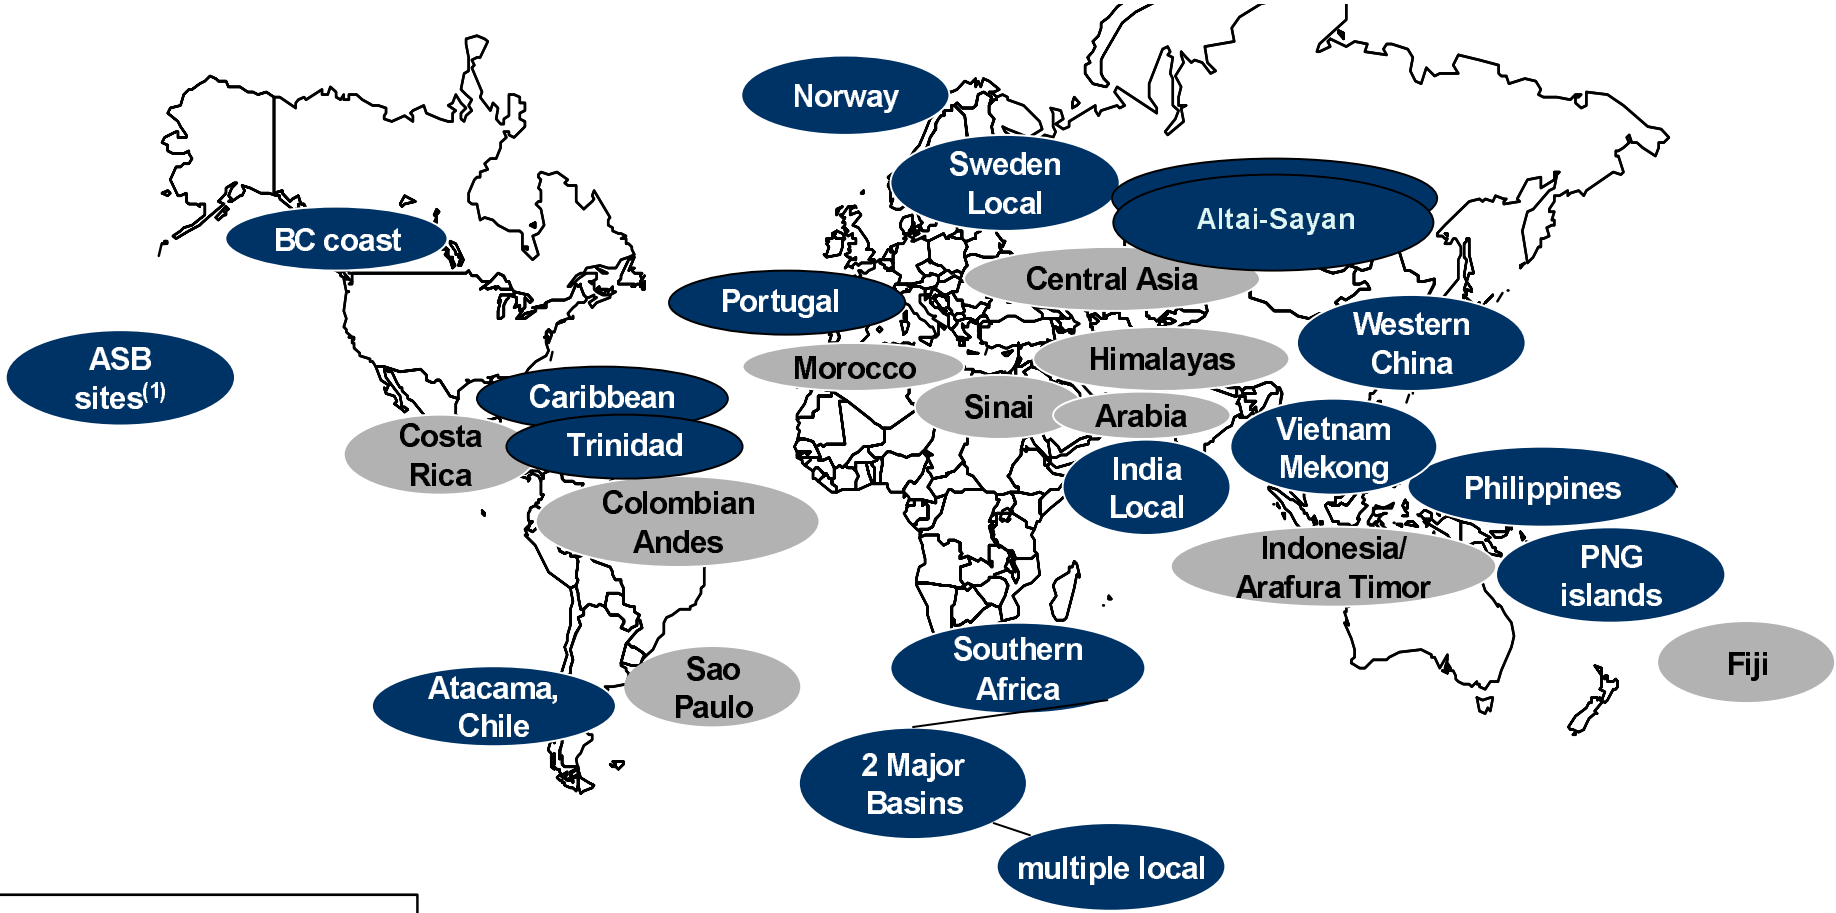 Norway
Sweden
Local
Altai-Sayan
BC coast
Central Asia
Portugal
Western
China
ASB
sites(1)
Morocco
Himalayas
Caribbean
Sinai
Arabia
Costa
Rica
Trinidad
Vietnam
Mekong
India
Local
Philippines
Colombian
Andes
Indonesia/
Arafura Timor
PNG
islands
Southern
Africa
Sao
Paulo
Fiji
Atacama,
Chile
2 Major
Basins
multiple local